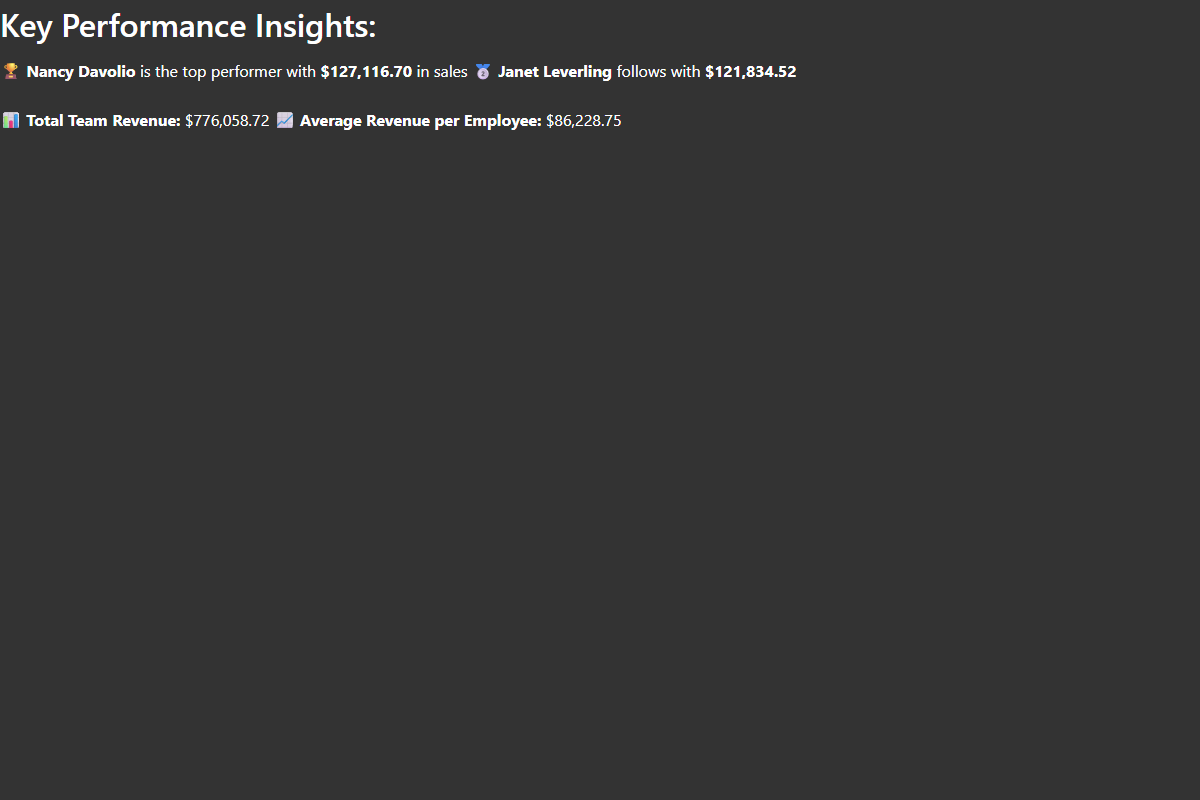 Key Performance Insights:
🏆 Nancy Davolio is the top performer with $127,116.70 in sales 🥈 Janet Leverling follows with $121,834.52
📊 Total Team Revenue: $776,058.72 📈 Average Revenue per Employee: $86,228.75